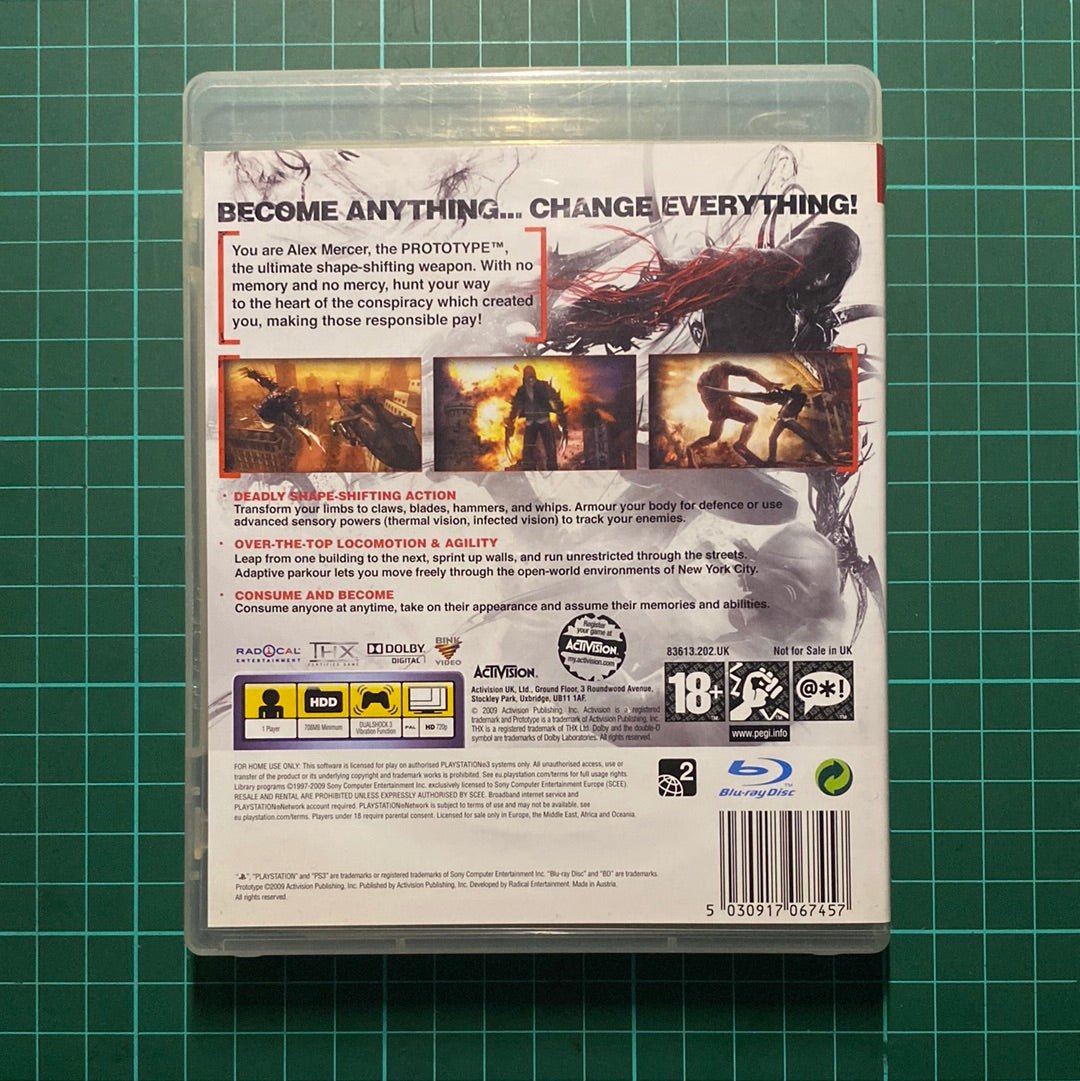 BECOME ANYTHING... CHANGE EVERYTHING!
You are Alex Mercer, the PROTOTYPE™,
the ultimate shape-shifting weapon. With no
memory and no mercy, hunt your way
to the heart of the conspiracy which created
you, making those responsible pay!
• DEADLY SHAPE-SHIFTING ACTION
Transform your limbs to claws, blades, hammers, and whips. Armour your body for defence or use
advanced sensory powers (thermal vision, infected vision) to track your enemies.
• OVER-THE-TOP LOCOMOTION & AGILITY
Leap from one building to the next, sprint up walls, and run unrestricted through the streets.
Adaptive parkour lets you move freely through the open-world environments of New York City.
• CONSUME AND BECOME
Consume anyone at anytime, take on their appearance and assume their memories and abilities.
RADICAL
ENTERTAINMENT
THX
CERTIFIED GAME
DOLBY
DIGITAL
BINK
VIDEO
Register
your game at
ACTIVISION
my.activision.com
83613.202.UK
Not for Sale in UK
HDD
1 Player
708MB Minimum
DUALSHOCK 3
Vibration Function
PAL
HD 720p
ACTIVISION.
Activision UK, Ltd., Ground Floor, 3 Roundwood Avenue,
Stockley Park, Uxbridge, UB11 1AF.
© 2009 Activision Publishing, Inc. Activision is a registered
trademark and Prototype is a trademark of Activision Publishing, Inc.
THX is a registered trademark of THX Ltd. Dolby and the double-D
symbol are trademarks of Dolby Laboratories. All rights reserved.
18+
@*!
www.pegi.info
FOR HOME USE ONLY: This software is licensed for play on authorised PLAYSTATION®3 systems only. All unauthorised access, use or
transfer of the product or its underlying copyright and trademark works is prohibited. See eu.playstation.com/terms for full usage rights.
Library programs ©1997-2009 Sony Computer Entertainment Inc. exclusively licensed to Sony Computer Entertainment Europe (SCEE).
RESALE AND RENTAL ARE PROHIBITED UNLESS EXPRESSLY AUTHORISED BY SCEE. Broadband internet service and
PLAYSTATION®Network account required. PLAYSTATION®Network is subject to terms of use and may not be available, see
eu.playstation.com/terms. Players under 18 require parental consent. Licensed for sale only in Europe, the Middle East, Africa and Oceania.
2
Blu-ray Disc™
", "PLAYSTATION" and "PS3" are trademarks or registered trademarks of Sony Computer Entertainment Inc. "Blu-ray Disc" and "BD" are trademarks.
Prototype ©2009 Activision Publishing, Inc. Published by Activision Publishing, Inc. Developed by Radical Entertainment. Made in Austria.
All rights reserved.
5 030917 067457